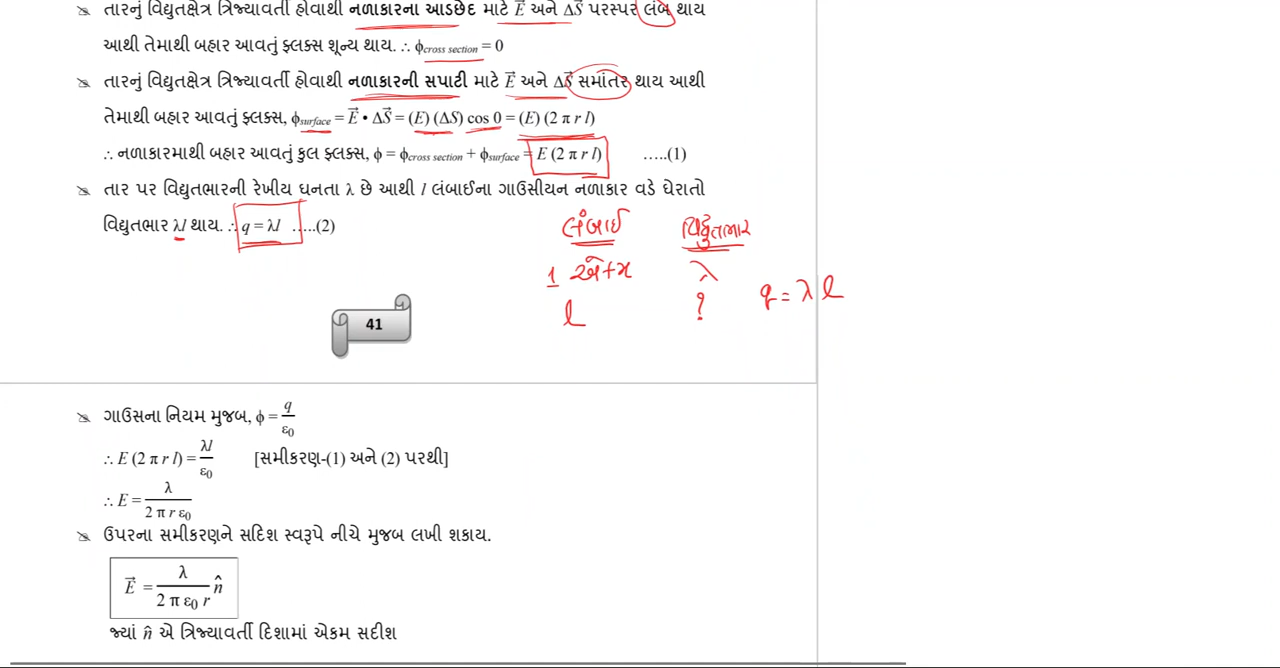 તારનું વિદ્યુતક્ષેત્ર ત્રિજ્યાવર્તી હોવાથી નળાકારના આડછેદ માટે E⃗ અને ΔS⃗ પરસ્પર લંબ થાય
આથી તેમાથી બહાર આવતું ફ્લક્સ શૂન્ય થાય. ∴ ϕcross section = 0
તારનું વિદ્યુતક્ષેત્ર ત્રિજ્યાવર્તી હોવાથી નળાકારની સપાટી માટે E⃗ અને ΔS⃗ સમાંતર થાય આથી
તેમાથી બહાર આવતું ફ્લક્સ, ϕsurface = E⃗ • ΔS⃗ = (E) (ΔS) cos 0 = (E) (2 π r l)
∴ નળાકારમાથી બહાર આવતું કુલ ફ્લક્સ, ϕ = ϕcross section + ϕsurface = E (2 π r l) .....(1)
તાર પર વિદ્યુતભારની રેખીય ઘનતા λ છે આથી l લંબાઈના ગાઉસીયન નળાકાર વડે ઘેરાતો
વિદ્યુતભાર λl થાય. ∴ q = λl .....(2)
લંબાઈ વિદ્યુતભાર
1 એકમ λ
l ? q = λ l
41
ગાઉસના નિયમ મુજબ, ϕ = q/ε0
∴ E (2 π r l) = λl/ε0 [સમીકરણ-(1) અને (2) પરથી]
∴ E = λ/2 π r ε0
ઉપરના સમીકરણને સદિશ સ્વરૂપે નીચે મુજબ લખી શકાય.
E⃗ = λ/2 π ε0 r n̂
જ્યાં n̂ એ ત્રિજ્યાવર્તી દિશામાં એકમ સદીશ